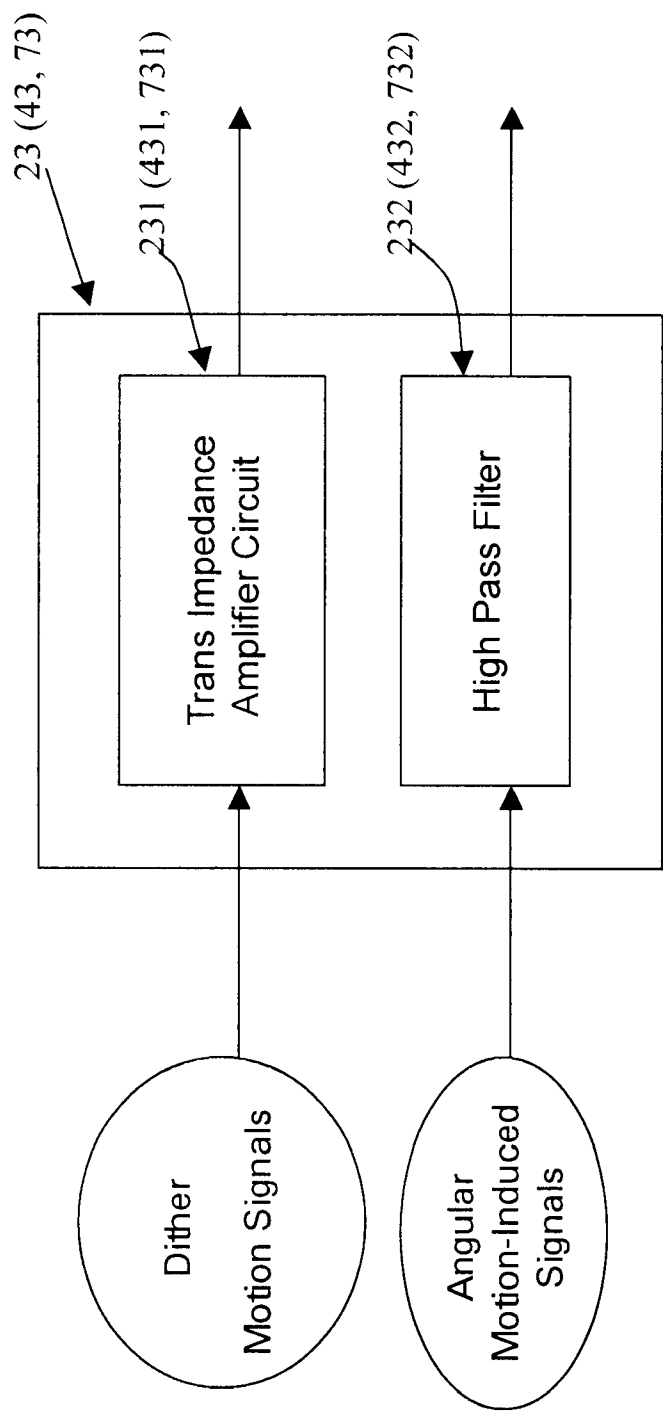 23 (43, 73)
231 (431, 731)
Dither
Motion Signals
Trans Impedance
Amplifier Circuit
232 (432, 732)
Angular
Motion-Induced
Signals
High Pass Filter